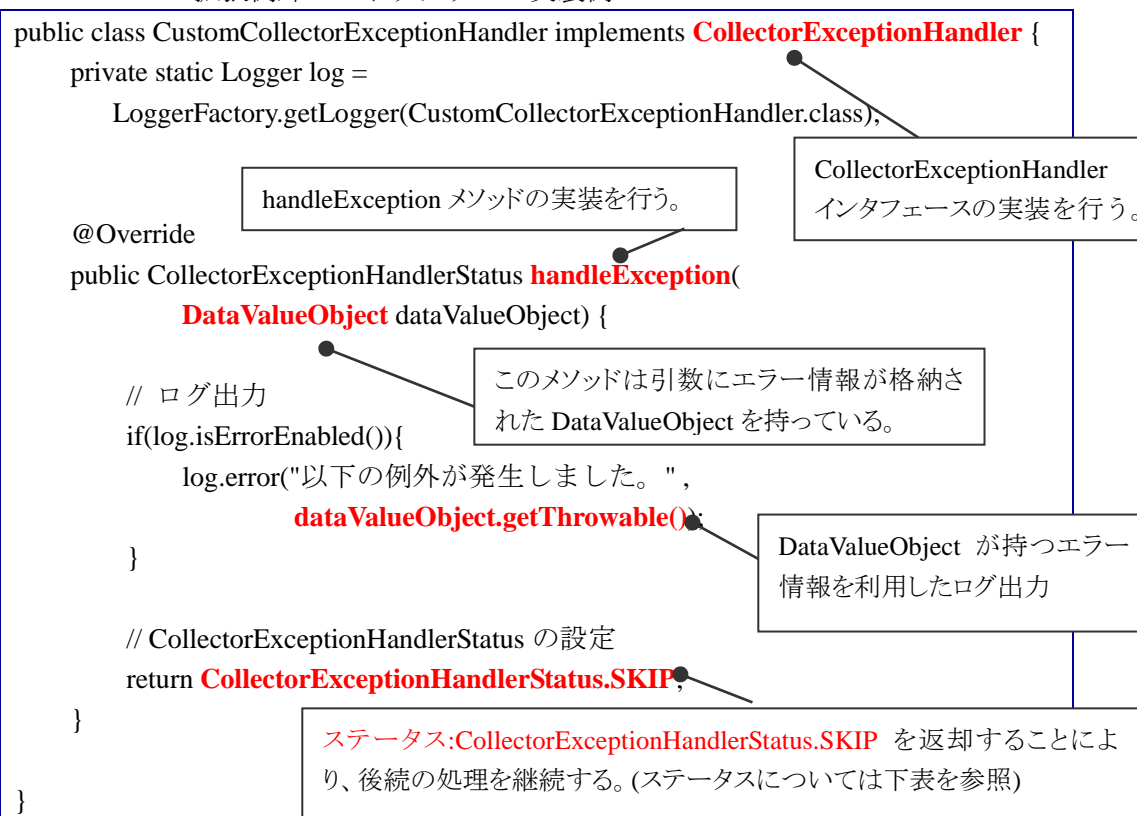 public class CustomCollectorExceptionHandler implements CollectorExceptionHandler {
private static Logger log =
LoggerFactory.getLogger(CustomCollectorExceptionHandler.class);
CollectorExceptionHandler
インタフェースの実装を行う。
handleException メソッドの実装を行う。
@Override
public CollectorExceptionHandlerStatus handleException(
DataValueObject dataValueObject) {
このメソッドは引数にエラー情報が格納さ
れた DataValueObject を持っている。
// ログ出力
if(log.isErrorEnabled()){
log.error("以下の例外が発生しました。",
dataValueObject.getThrowable());
DataValueObject が持つエラー
情報を利用したログ出力
}
// CollectorExceptionHandlerStatus の設定
return CollectorExceptionHandlerStatus.SKIP;
}
ステータス:CollectorExceptionHandlerStatus.SKIP を返却することによ
り、後続の処理を継続する。(ステータスについては下表を参照)
}